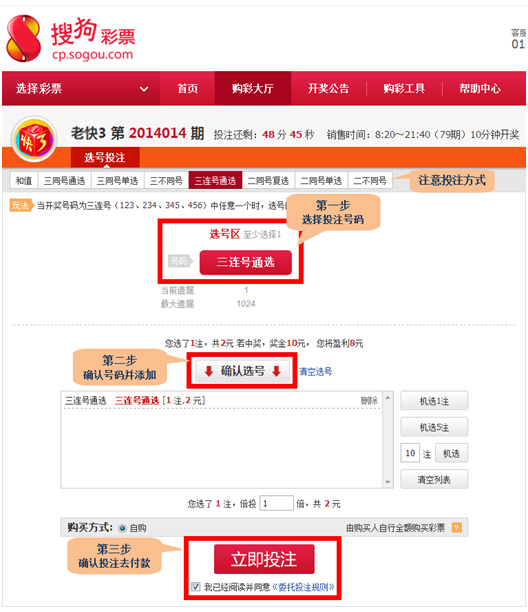 搜狗彩票
cp.sogou.com
客服
01
选择彩票 首页 购彩大厅 开奖公告 购彩工具 帮助中心
快3
老快3 第 2014014 期 投注还剩：48 分 45 秒 销售时间：8:20～21:40（79期）10分钟开奖
选号投注
和值 三同号通选 三同号单选 三不同号 三连号通选 二同号复选 二同号单选 二不同号 注意投注方式
玩法 当开奖号码为三连号（123、234、345、456）中任意一个时，选号
第一步
选择投注号码
选号区 至少选择1
号码 三连号通选
当前遗漏 1
最大遗漏 1024
您选了1注，共2元 若中奖，奖金10元， 您将盈利8元
第二步
确认号码并添加
确认选号 清空选号
三连号通选 三连号通选 [1 注,2 元] 删除
机选1注
机选5注
10 注 机选
清空列表
您选了 1 注，倍投 1 倍，共 2 元
购买方式： 自购 由购买人自行全额购买彩票 ?
第三步
确认投注去付款
立即投注
我已经阅读并同意《委托投注规则》